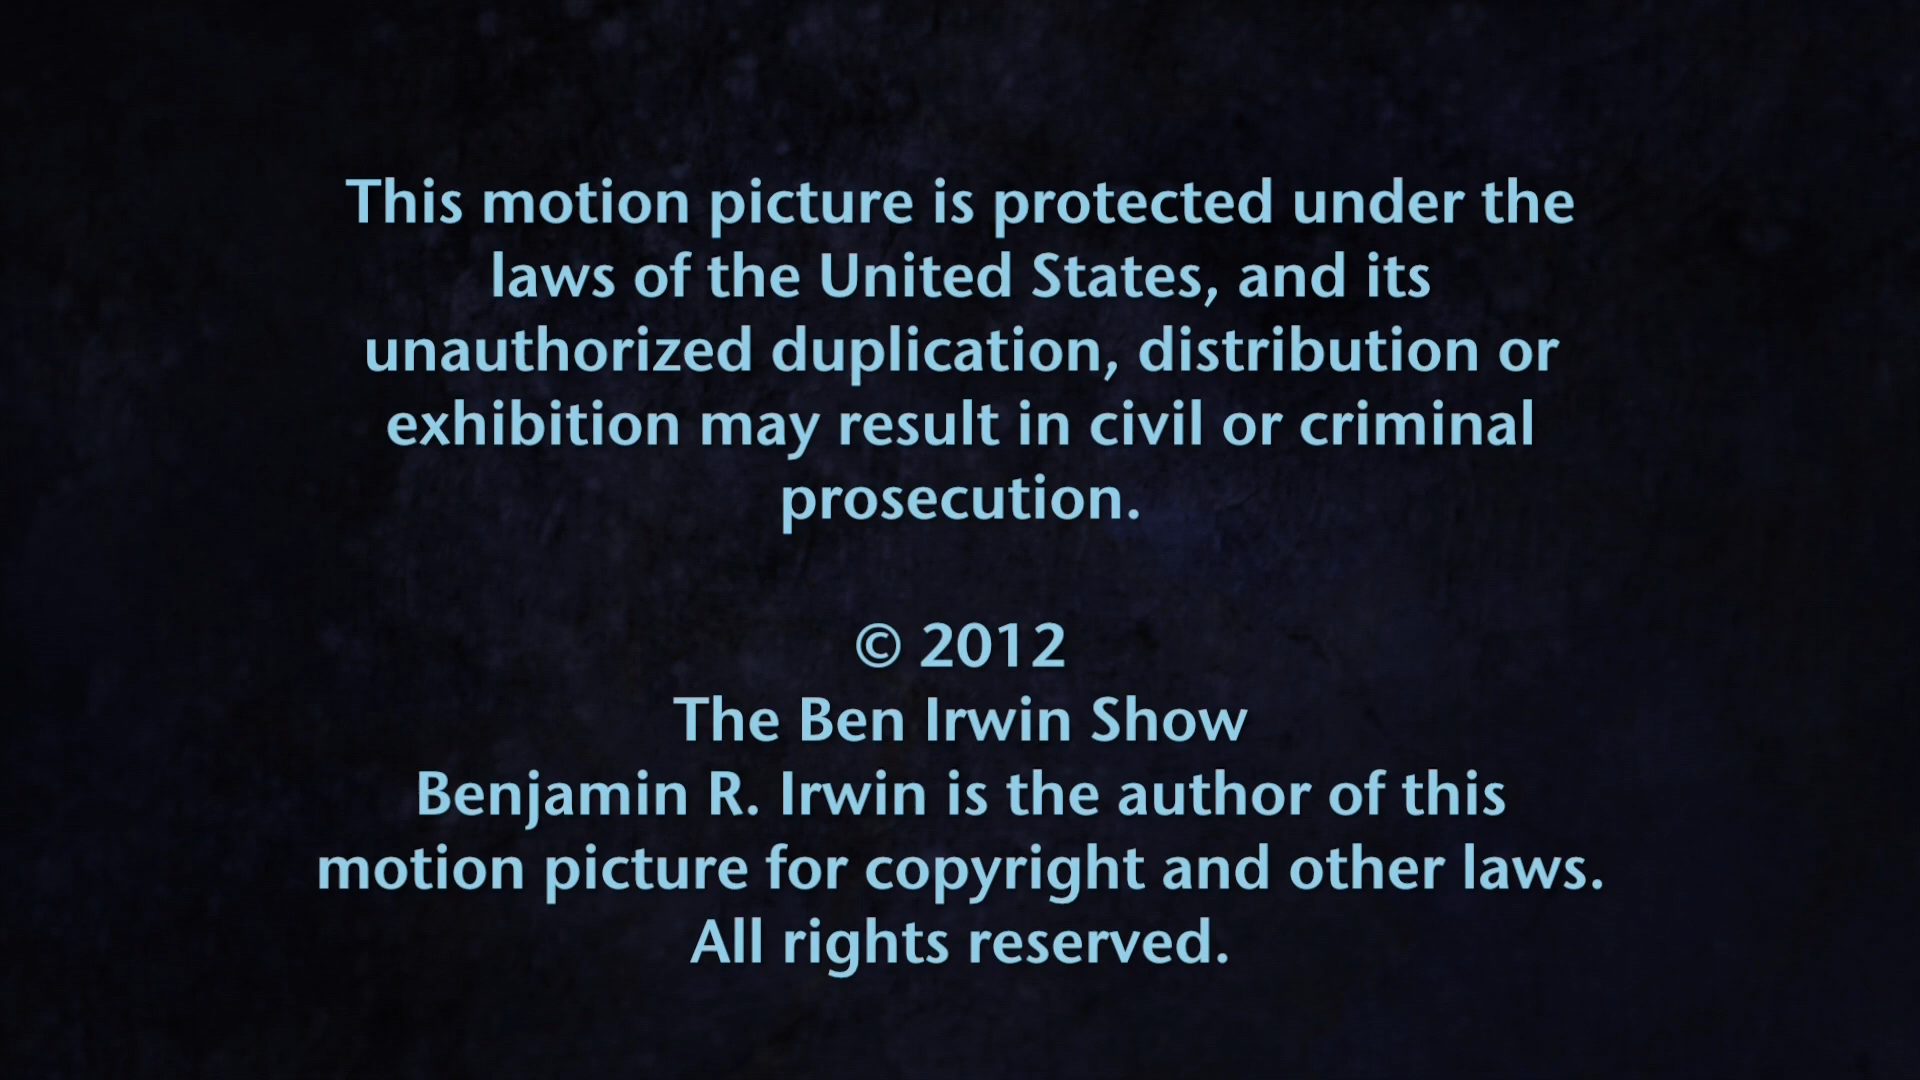 This motion picture is protected under the
laws of the United States, and its
unauthorized duplication, distribution or
exhibition may result in civil or criminal
prosecution.
© 2012
The Ben Irwin Show
Benjamin R. Irwin is the author of this
motion picture for copyright and other laws.
All rights reserved.